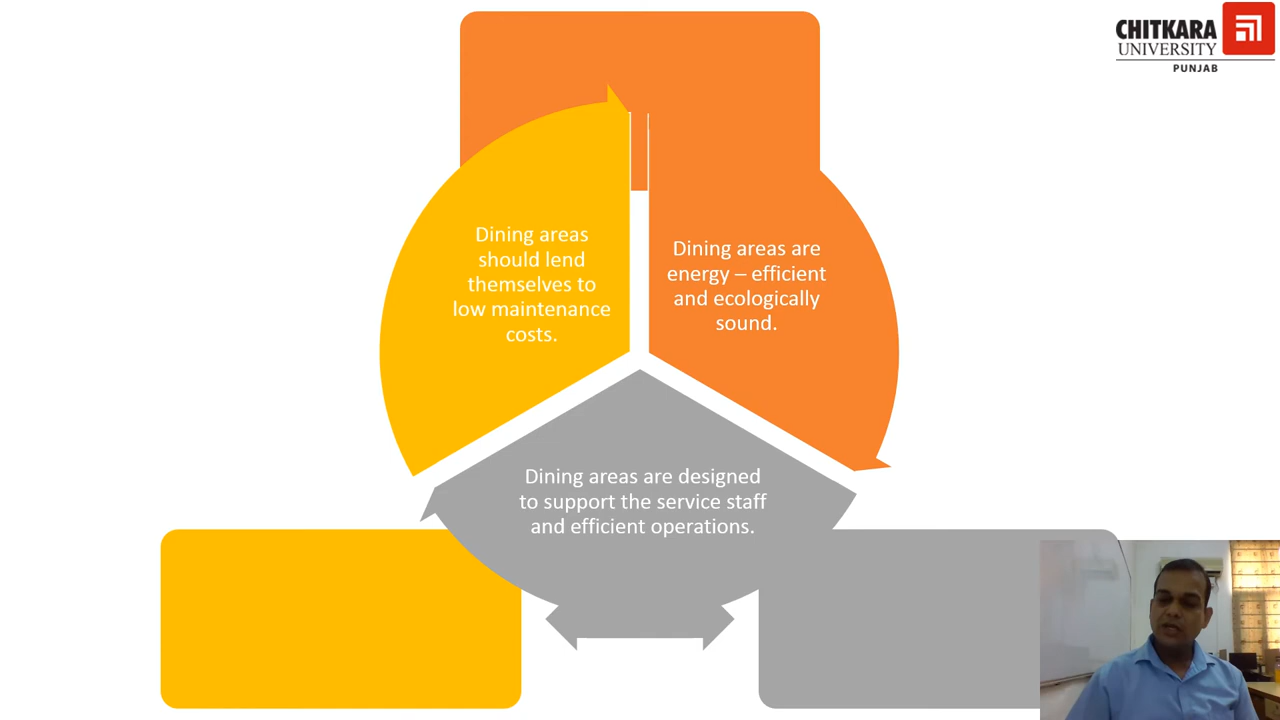 CHITKARA
UNIVERSITY
PUNJAB
Dining areas
should lend
themselves to
low maintenance
costs.
Dining areas are
energy – efficient
and ecologically
sound.
Dining areas are designed
to support the service staff
and efficient operations.